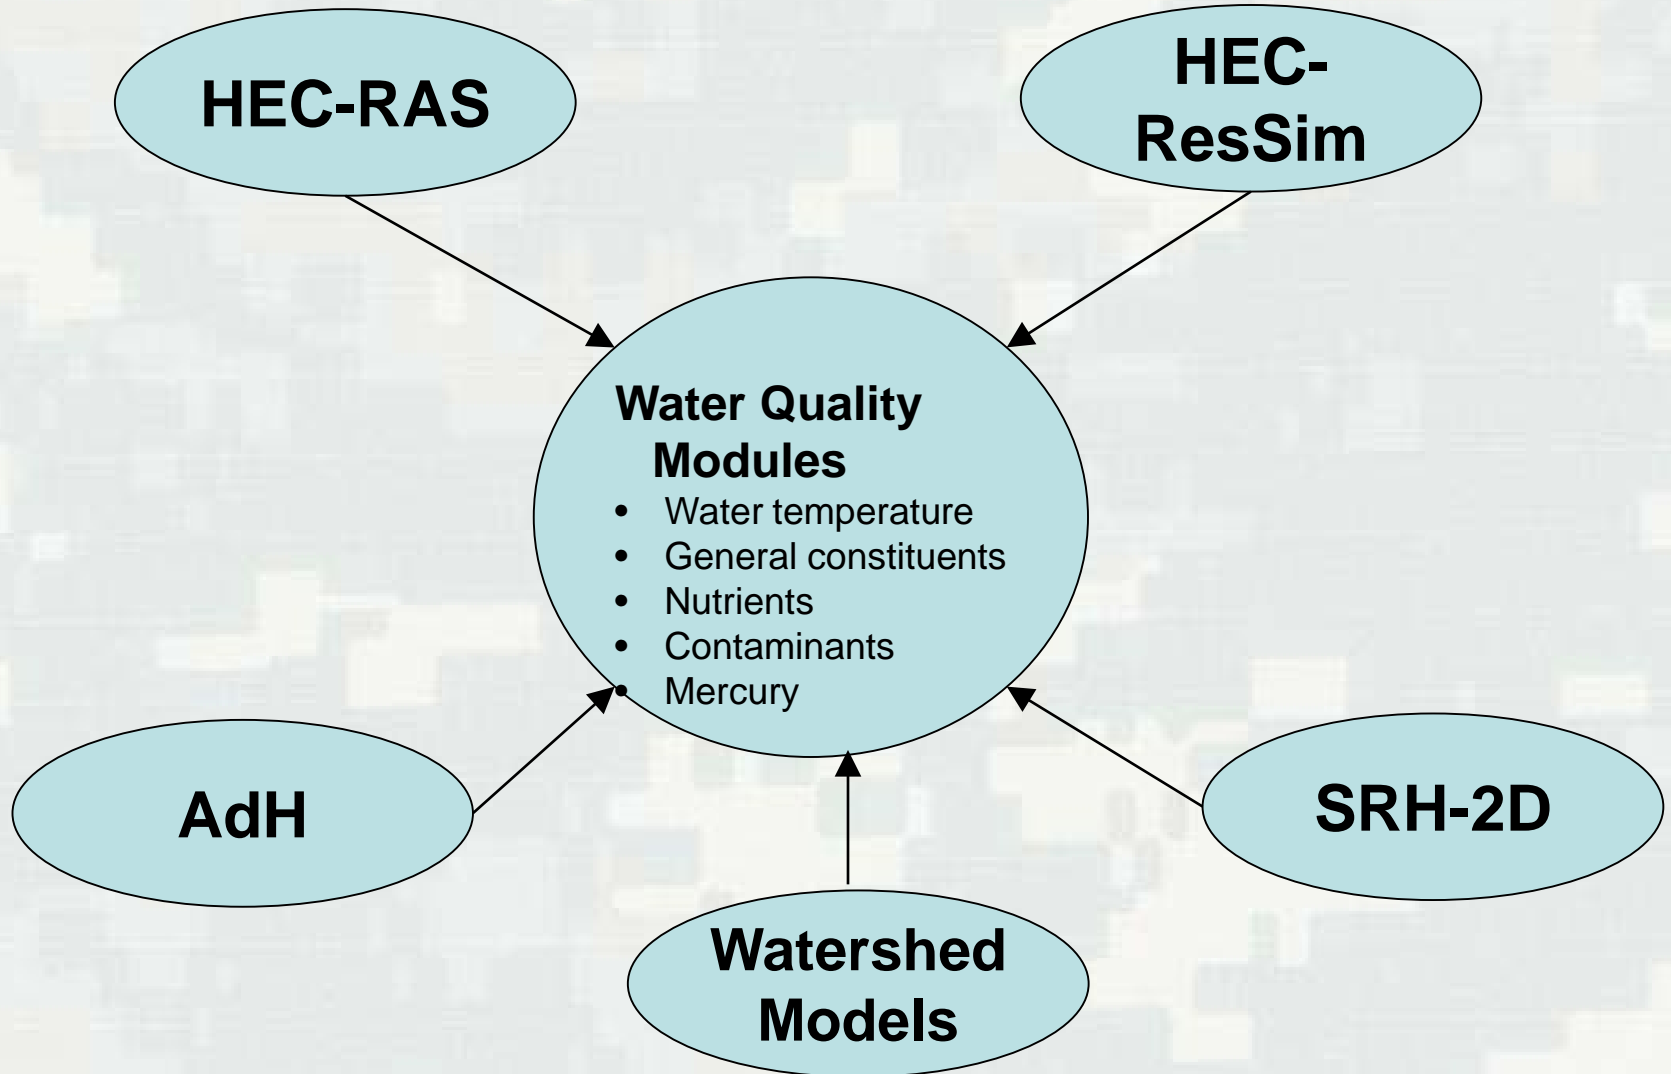 HEC-RAS
HEC-
ResSim
Water Quality
Modules
• Water temperature
• General constituents
• Nutrients
• Contaminants
• Mercury
AdH
SRH-2D
Watershed
Models